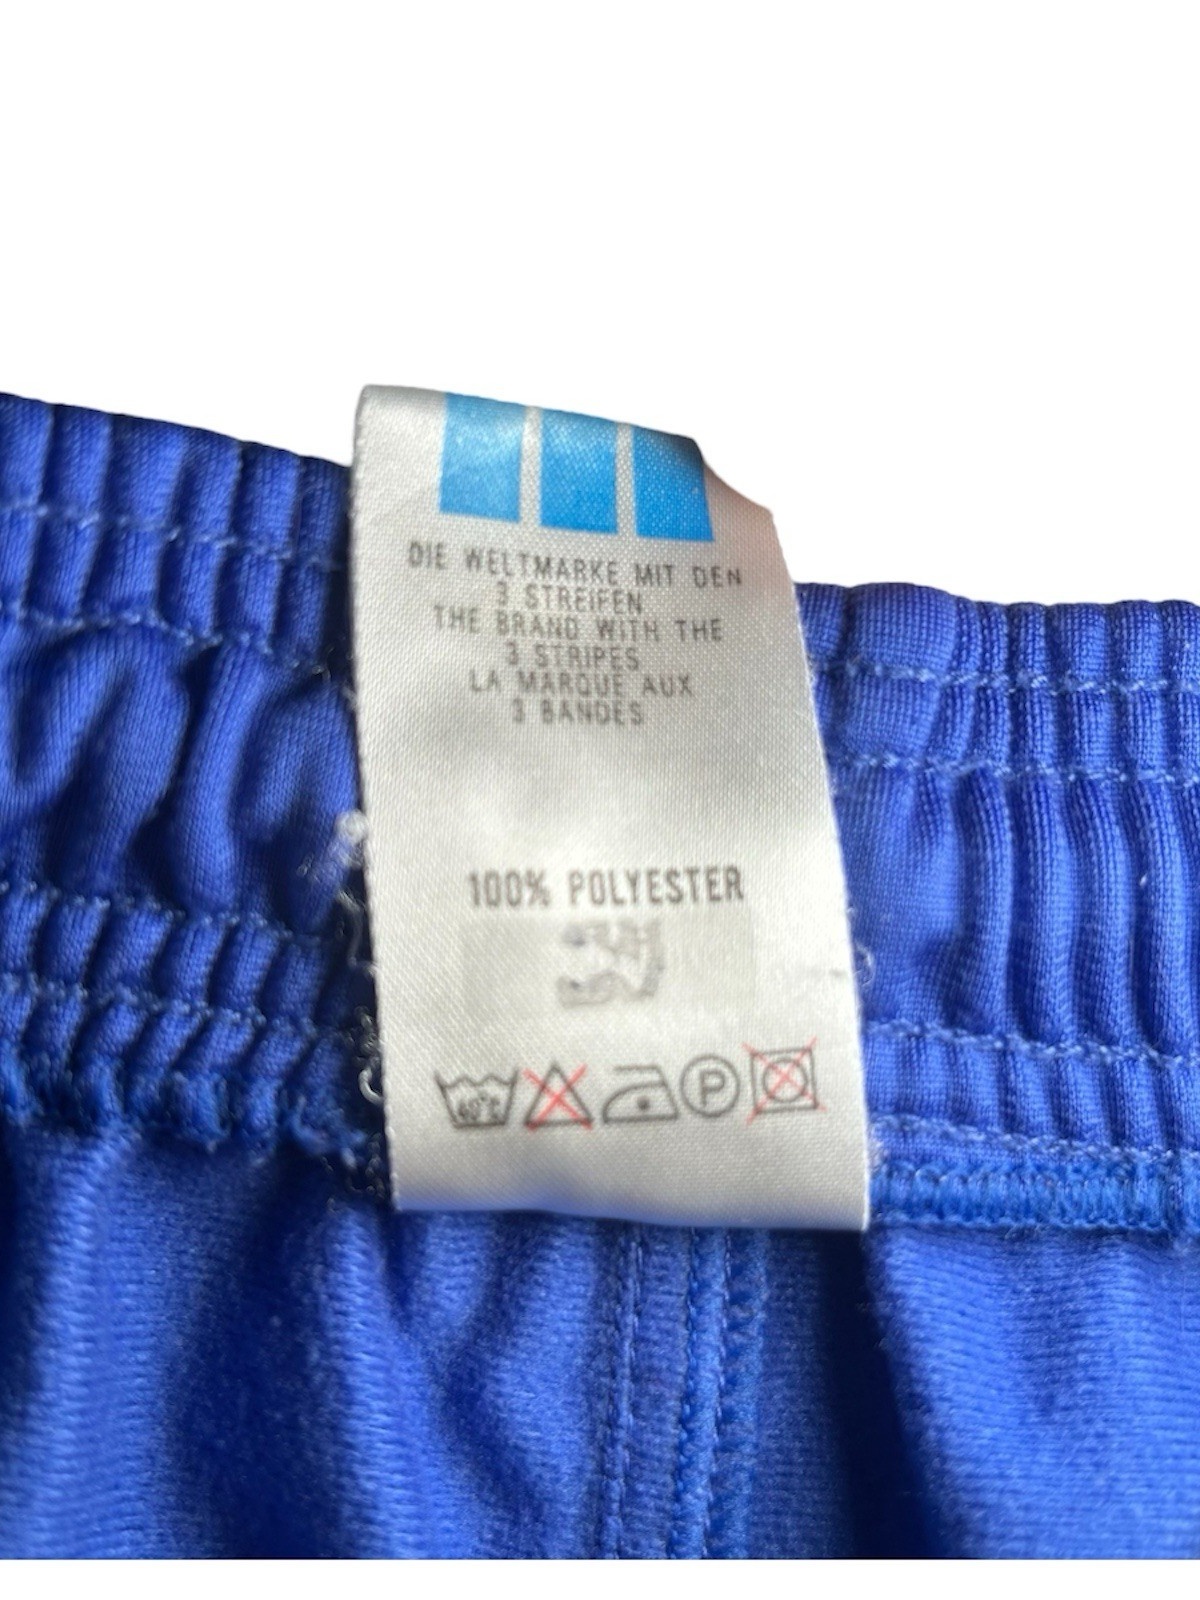 DIE WELTMARKE MIT DEN
3 STREIFEN
THE BRAND WITH THE
3 STRIPES
LA MARQUE AUX
3 BANDES
100% POLYESTER
60°C
P